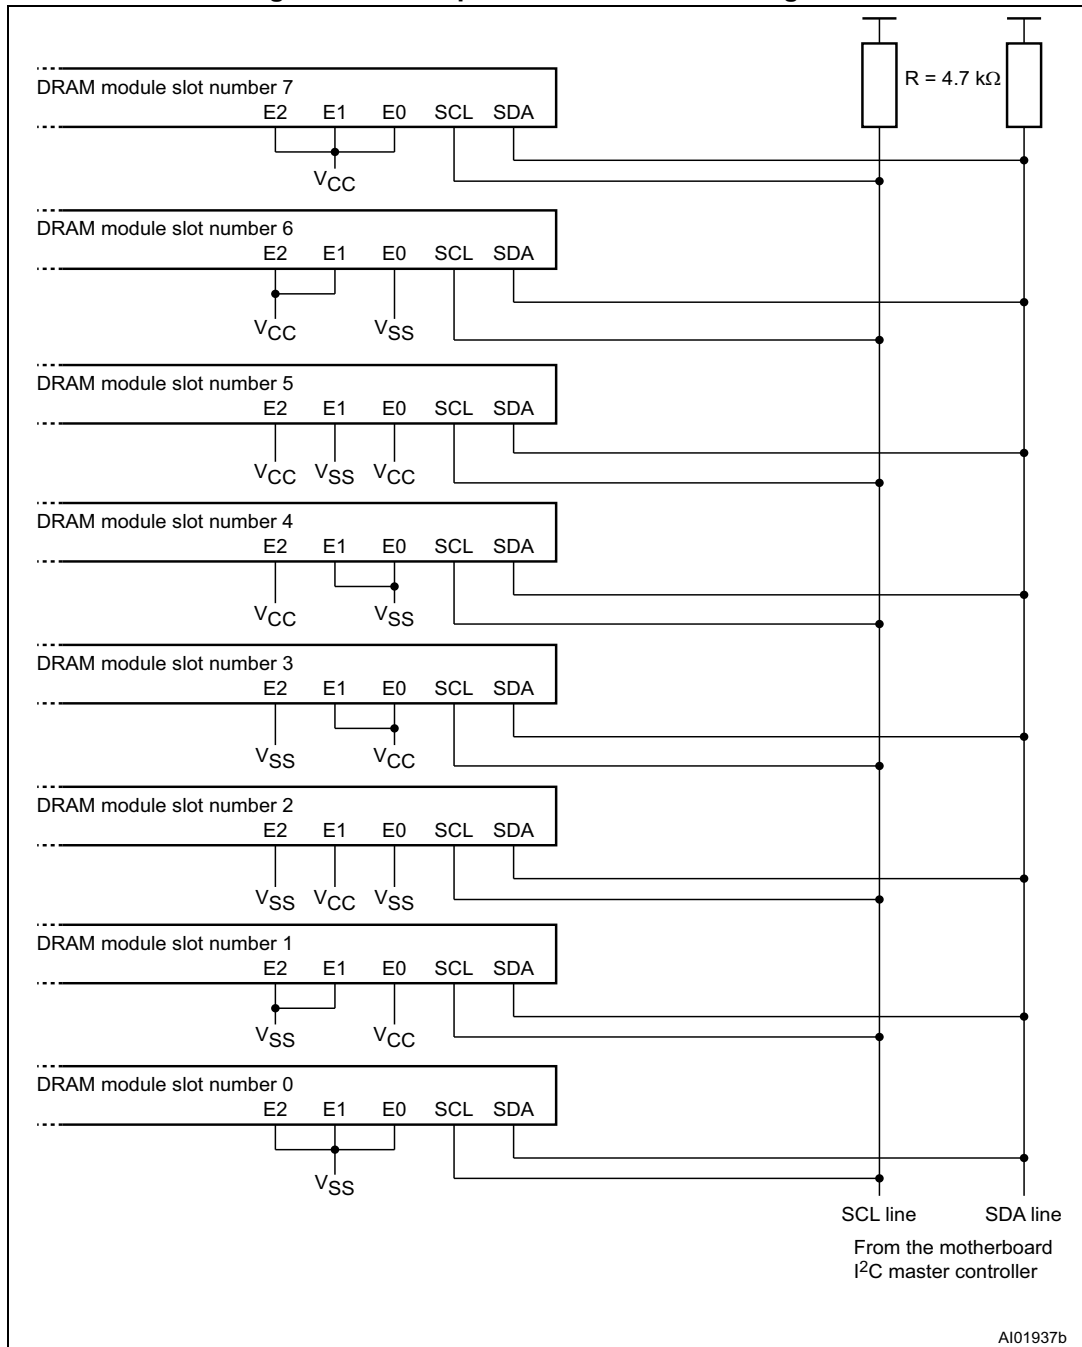 R = 4.7 kΩ
DRAM module slot number 7
E2 E1 E0 SCL SDA
VCC
DRAM module slot number 6
E2 E1 E0 SCL SDA
VCC VSS
DRAM module slot number 5
E2 E1 E0 SCL SDA
VCC VSS VCC
DRAM module slot number 4
E2 E1 E0 SCL SDA
VCC VSS
DRAM module slot number 3
E2 E1 E0 SCL SDA
VSS VCC
DRAM module slot number 2
E2 E1 E0 SCL SDA
VSS VCC VSS
DRAM module slot number 1
E2 E1 E0 SCL SDA
VSS VCC
DRAM module slot number 0
E2 E1 E0 SCL SDA
VSS
SCL line SDA line
From the motherboard
I2C master controller
AI01937b